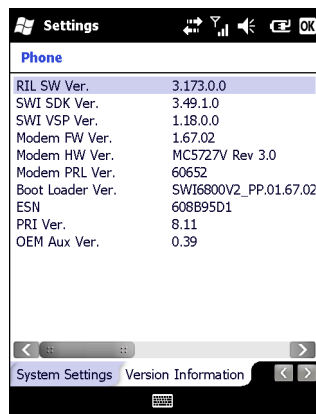 Settings OK
Phone
RIL SW Ver. 3.173.0.0
SWI SDK Ver. 3.49.1.0
SWI VSP Ver. 1.18.0.0
Modem FW Ver. 1.67.02
Modem HW Ver. MC5727V Rev 3.0
Modem PRL Ver. 60652
Boot Loader Ver. SWI6800V2_PP.01.67.02
ESN 608B95D1
PRI Ver. 8.11
OEM Aux Ver. 0.39
System Settings Version Information